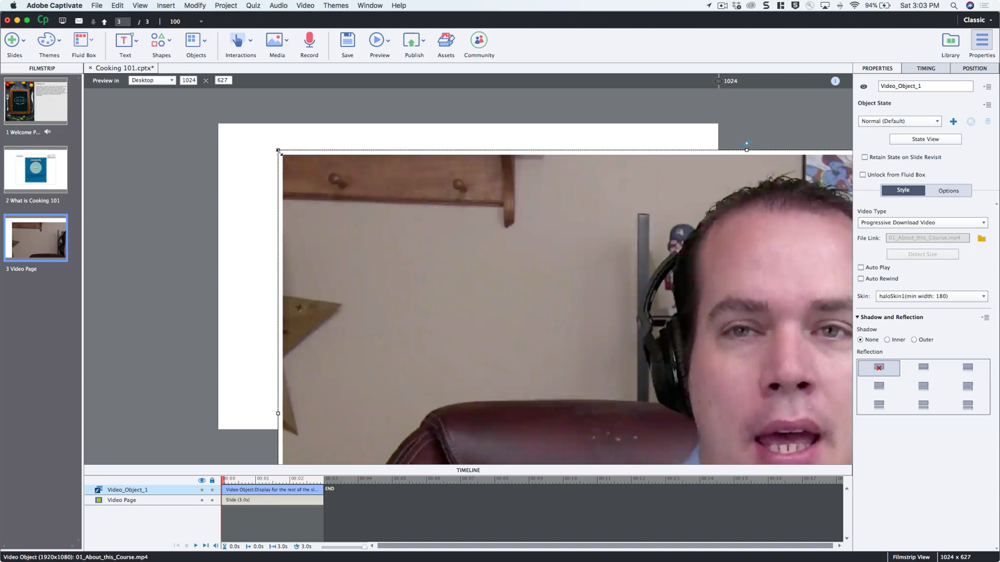 Adobe Captivate File Edit View Insert Modify Project Quiz Audio Video Themes Window Help 94% Sat 3:03 PM
Cp 3 / 3 100 Classic
Slides Themes Fluid Box Text Shapes Objects Interactions Media Record Save Preview Publish Assets Community Library Properties
FILMSTRIP × Cooking 101.cptx* PROPERTIES TIMING POSITION
Preview in Desktop 1024 × 627 1024
Video_Object_1
Object State
Normal (Default)
State View
Retain State on Slide Revisit
Unlock from Fluid Box
Style Options
Video Type
Progressive Download Video
File Link: 01_About_this_Course.mp4
Detect Size
Auto Play
Auto Rewind
Skin: haloSkin1(min width: 180)
Shadow and Reflection
Shadow
None Inner Outer
Reflection
1 Welcome P...
2 What is Cooking 101
3 Video Page
TIMELINE
00:00 00:01 00:02 00:03 00:04 00:05 00:06 00:07 00:08 00:09 00:10 00:11 00:12 00:13 00:14 00:15 00:16 00:17
Video_Object_1 Video Object:Display for the rest of the sl... END
Video Page Slide (3.0s)
0.0s 0.0s 3.0s 3.0s
Video Object (1920x1080): 01_About_this_Course.mp4 Filmstrip View 1024 x 627